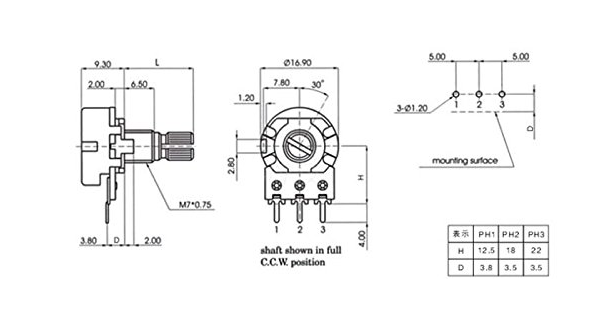 9.30
L
2.00
6.50
M7*0.75
3.80
D
2.00
Ø16.90
7.80
30°
1.20
2.80
H
4.00
1 2 3
shaft shown in full
C.C.W. position
5.00 5.00
3-Ø1.20
1 2 3
D
mounting surface
表示 PH1 PH2 PH3
H 12.5 18 22
D 3.8 3.5 3.5